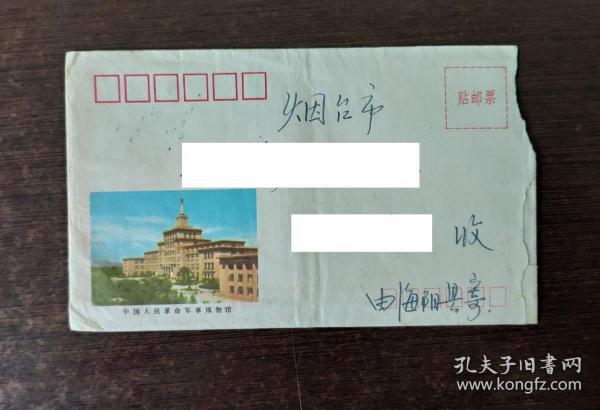 贴邮票
烟台市
收
由海阳县寄
中国人民革命军事博物馆
孔夫子旧书网
www.kongfz.com